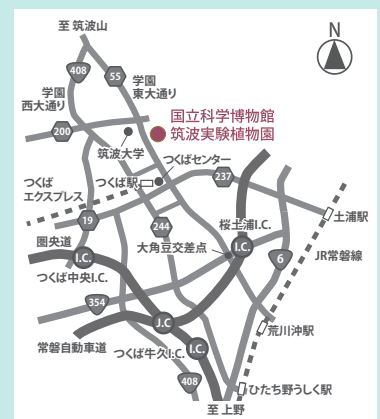 至 筑波山
N
408
55
学園
西大通り
学園
東大通り
国立科学博物館
筑波実験植物園
200
筑波大学
つくばセンター
つくば駅
237
つくば
エクスプレス
19
土浦駅
244
桜土浦I.C.
圏央道
大角豆交差点
I.C.
I.C.
6
JR常磐線
つくば中央I.C.
354
J.C
荒川沖駅
常磐自動車道
つくば牛久I.C.
I.C.
408
ひたち野うしく駅
至 上野